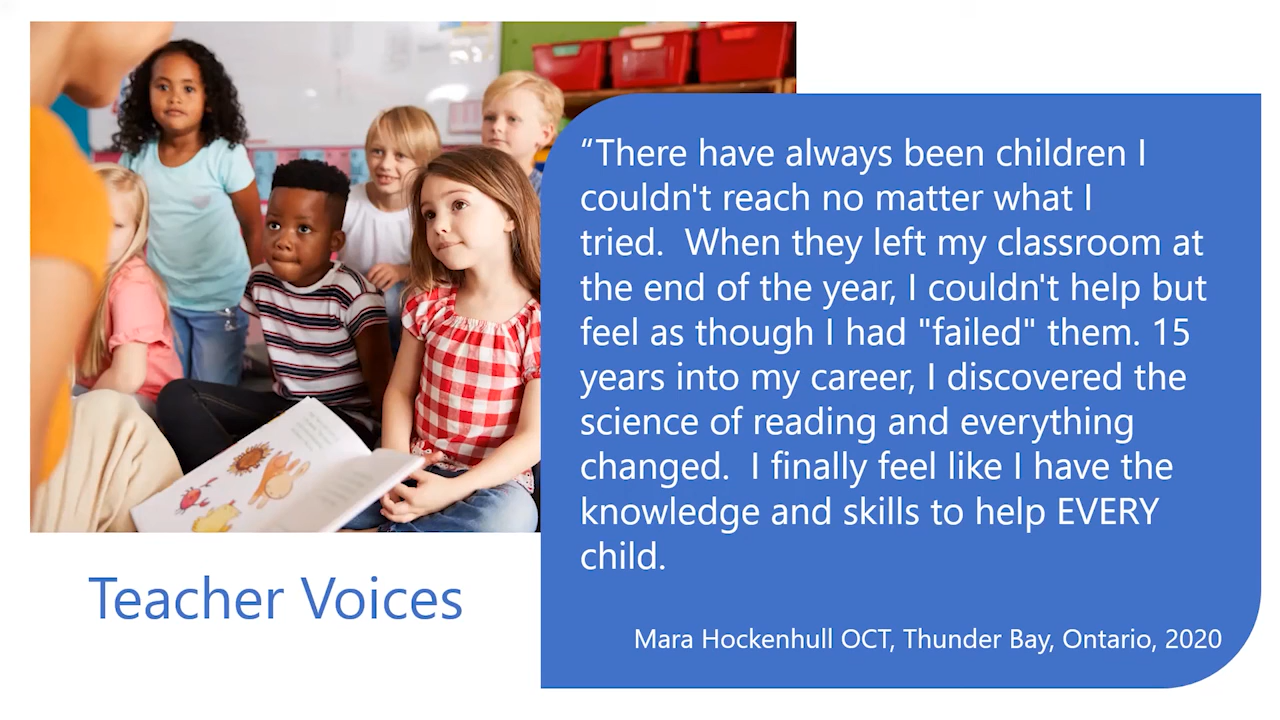 “There have always been children I
couldn't reach no matter what I
tried.  When they left my classroom at
the end of the year, I couldn't help but
feel as though I had "failed" them. 15
years into my career, I discovered the
science of reading and everything
changed.  I finally feel like I have the
knowledge and skills to help EVERY
child.
Mara Hockenhull OCT, Thunder Bay, Ontario, 2020
Teacher Voices